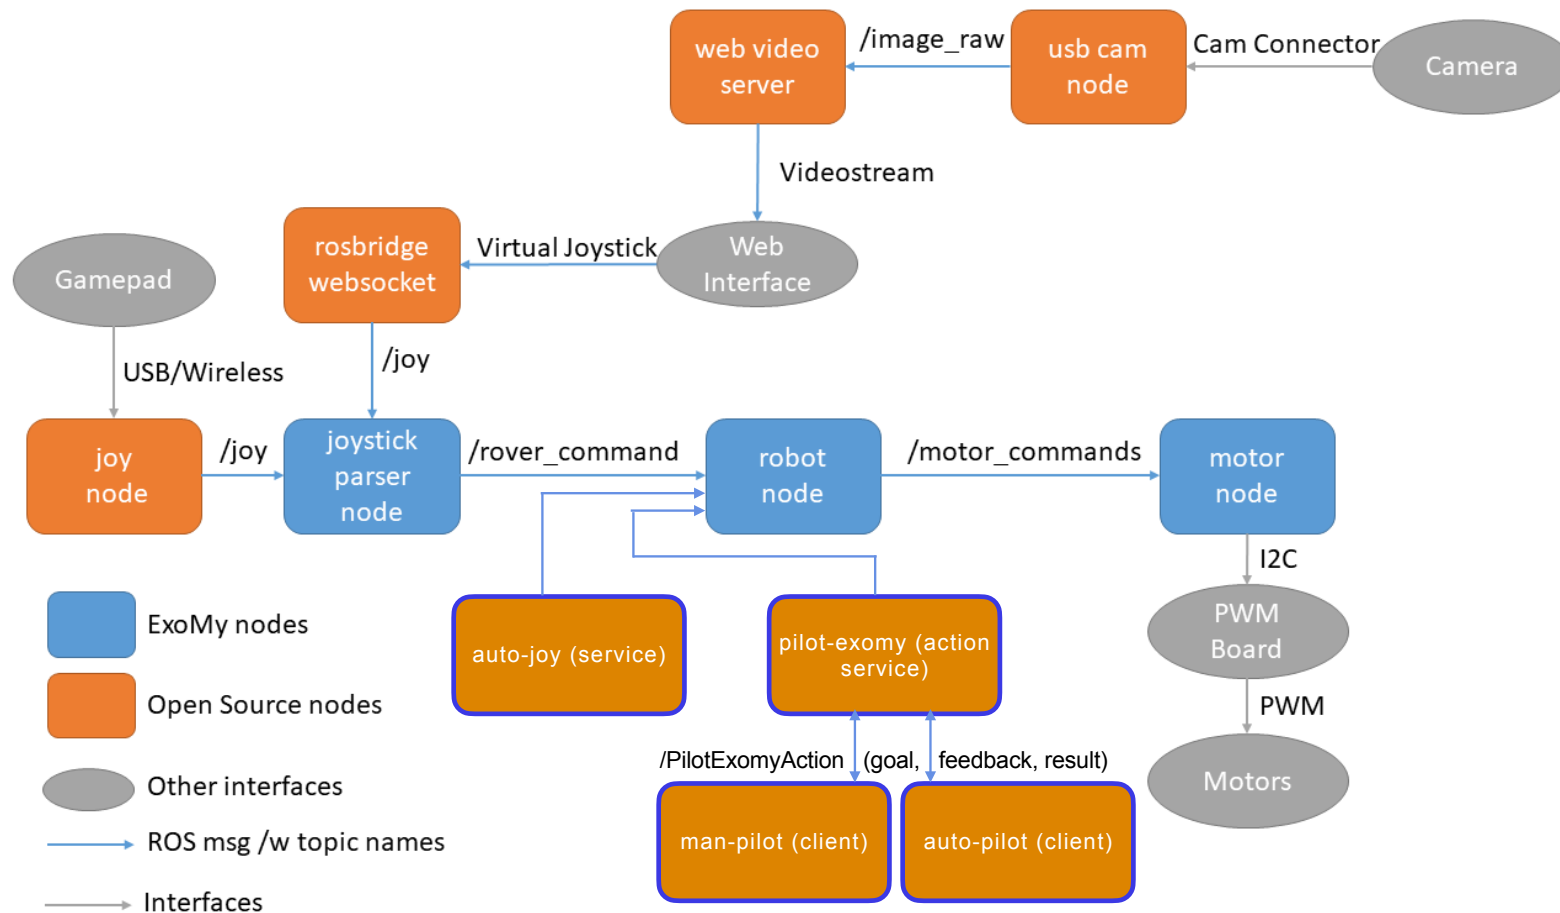 web video
server
/image_raw
usb cam
node
Cam Connector
Camera
Videostream
rosbridge
websocket
Virtual Joystick
Web
Interface
Gamepad
USB/Wireless
/joy
joy
node
/joy
joystick
parser
node
/rover_command
robot
node
/motor_commands
motor
node
I2C
PWM
Board
PWM
Motors
auto-joy (service)
pilot-exomy (action
service)
/PilotExomyAction (goal, feedback, result)
man-pilot (client)
auto-pilot (client)
ExoMy nodes
Open Source nodes
Other interfaces
ROS msg /w topic names
Interfaces